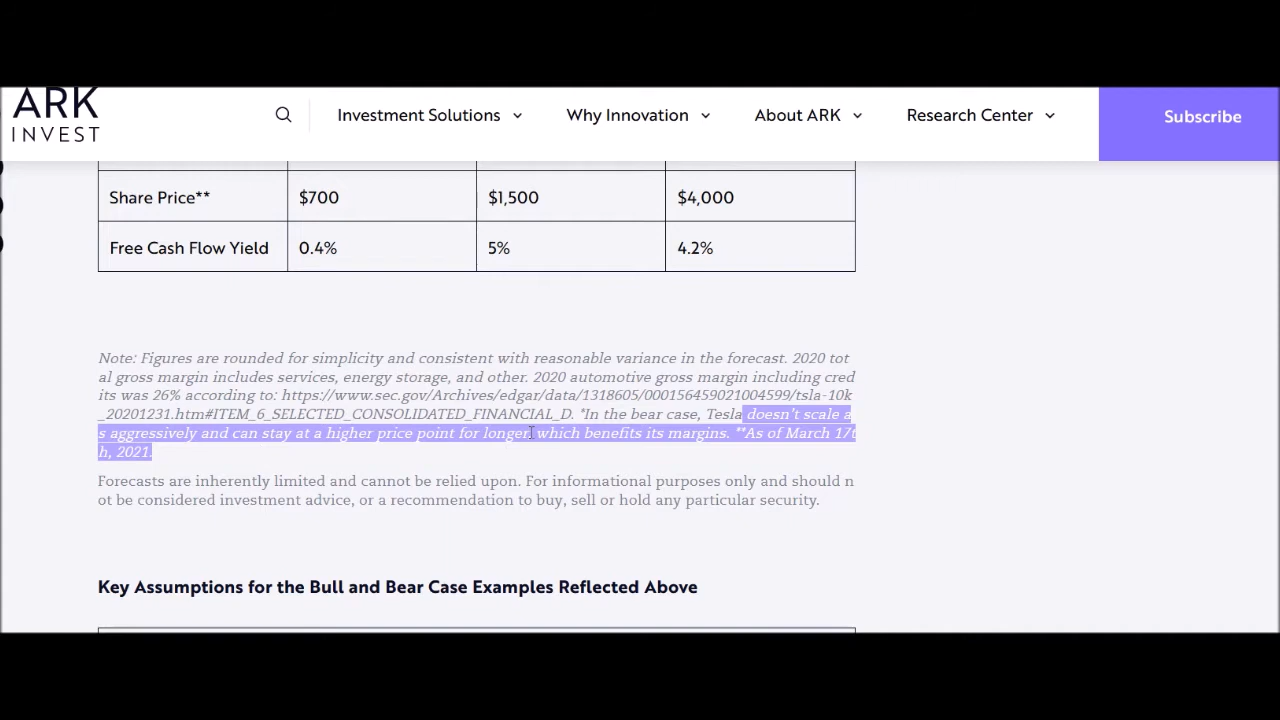 ARK
INVEST
Investment Solutions
Why Innovation
About ARK
Research Center
Subscribe
Share Price** $700 $1,500 $4,000
Free Cash Flow Yield 0.4% 5% 4.2%
Note: Figures are rounded for simplicity and consistent with reasonable variance in the forecast. 2020 tot
al gross margin includes services, energy storage, and other. 2020 automotive gross margin including cred
its was 26% according to: https://www.sec.gov/Archives/edgar/data/1318605/000156459021004599/tsla-10k
_20201231.htm#ITEM_6_SELECTED_CONSOLIDATED_FINANCIAL_D. *In the bear case, Tesla doesn't scale a
s aggressively and can stay at a higher price point for longer, which benefits its margins. **As of March 17t
h, 2021.
Forecasts are inherently limited and cannot be relied upon. For informational purposes only and should n
ot be considered investment advice, or a recommendation to buy, sell or hold any particular security.
Key Assumptions for the Bull and Bear Case Examples Reflected Above